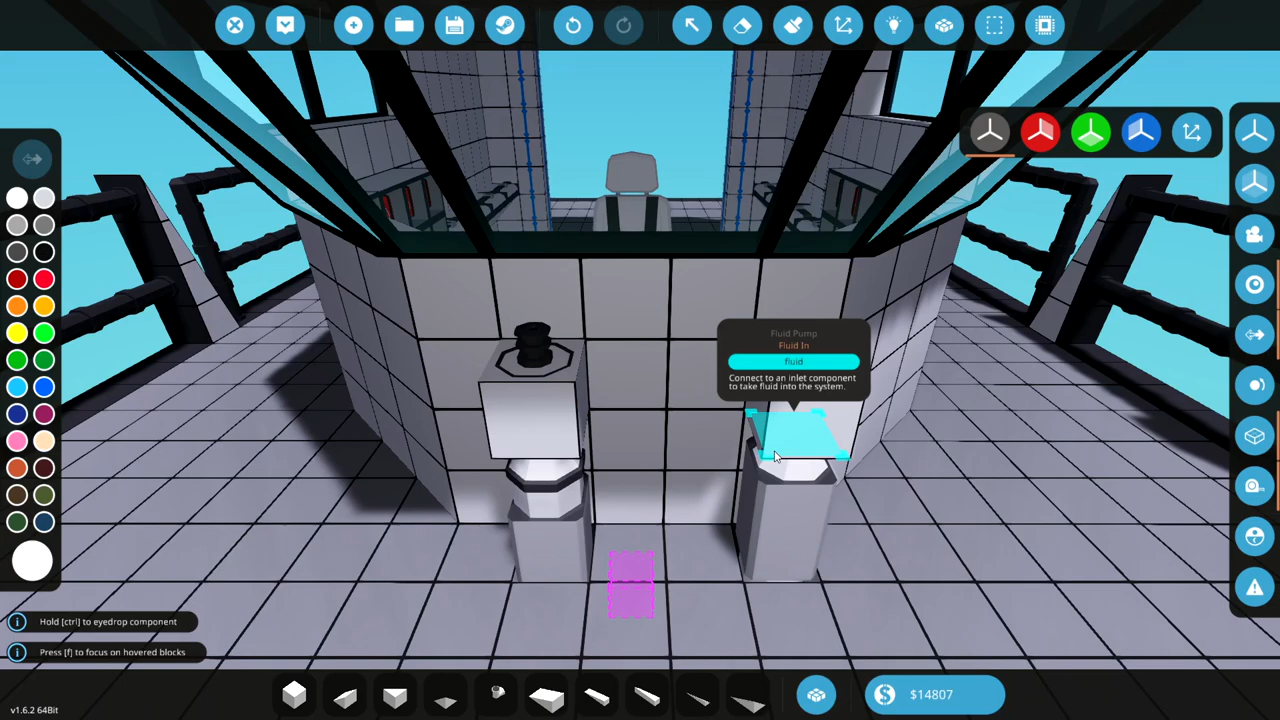 Fluid Pump
Fluid In
fluid
Connect to an inlet component
to take fluid into the system.
Hold [ctrl] to eyedrop component
Press [f] to focus on hovered blocks
$14807
v1.6.2 64Bit